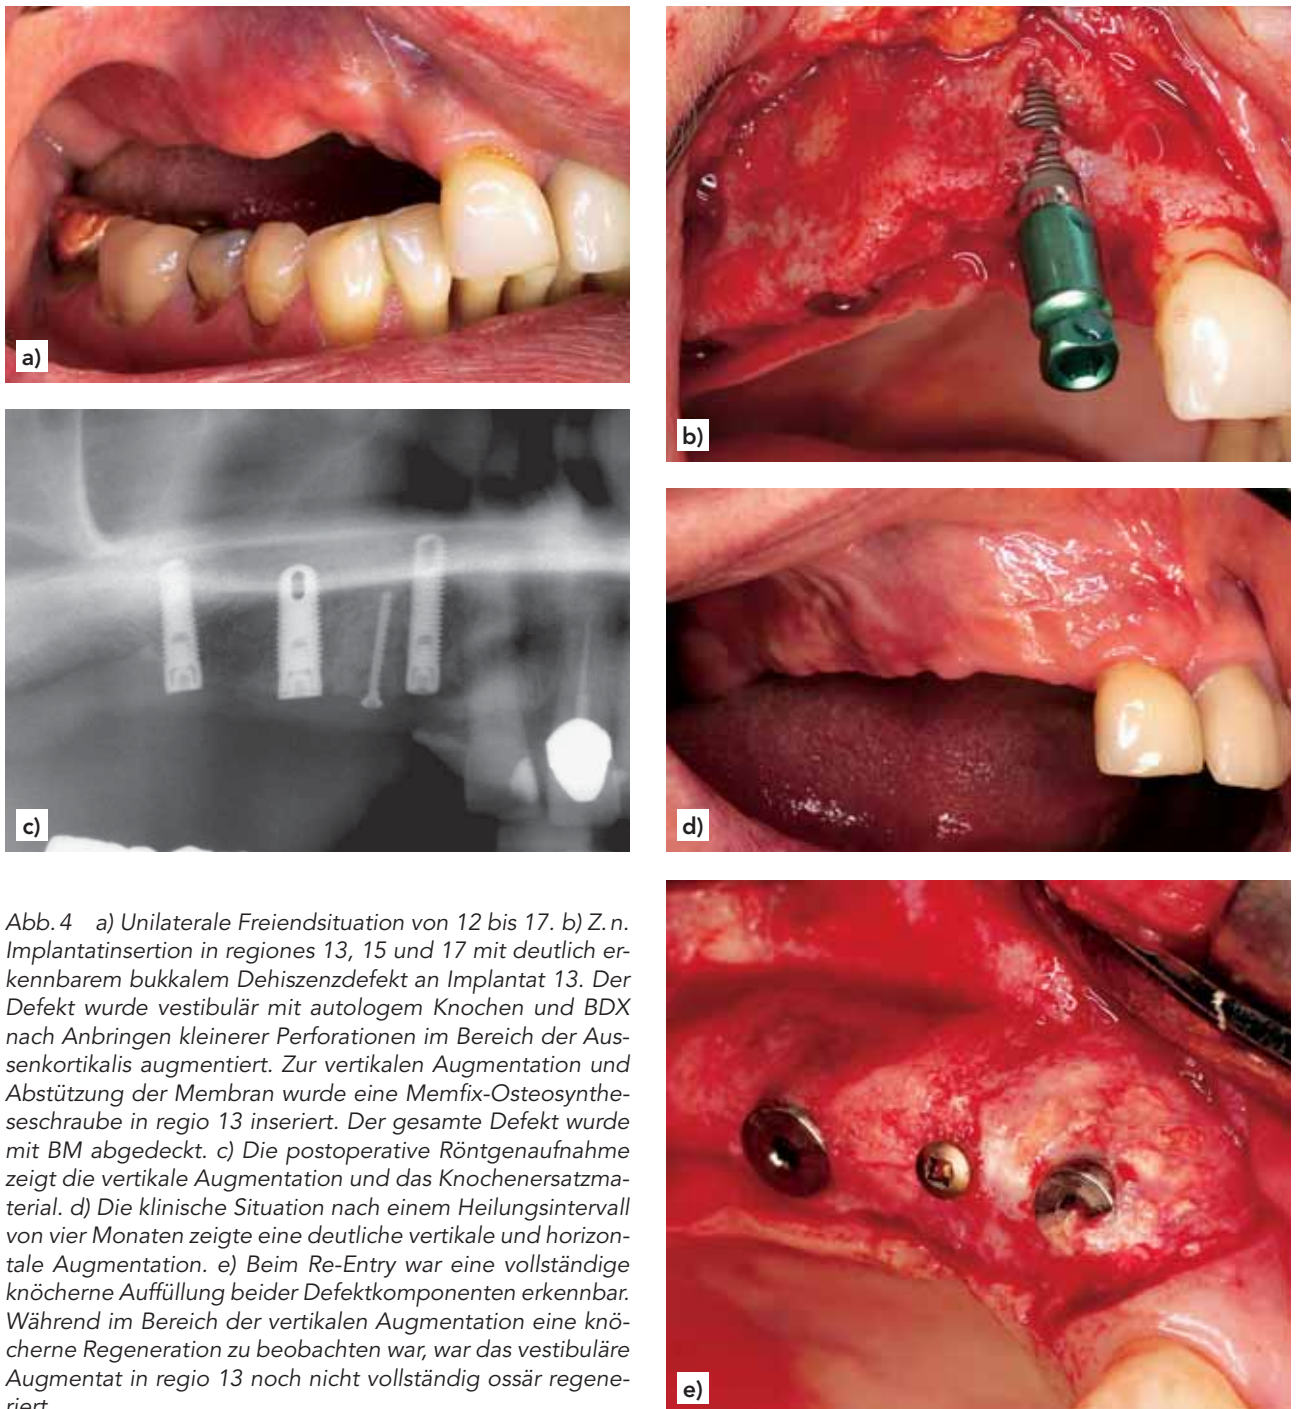 a)
b)
c)
d)
e)
Abb. 4 a) Unilaterale Freiendsituation von 12 bis 17. b) Z. n.
Implantatinsertion in regiones 13, 15 und 17 mit deutlich er-
kennbarem bukkalem Dehiszenzdefekt an Implantat 13. Der
Defekt wurde vestibulär mit autologem Knochen und BDX
nach Anbringen kleinerer Perforationen im Bereich der Aus-
senkortikalis augmentiert. Zur vertikalen Augmentation und
Abstützung der Membran wurde eine Memfix-Osteosynthe-
seschraube in regio 13 inseriert. Der gesamte Defekt wurde
mit BM abgedeckt. c) Die postoperative Röntgenaufnahme
zeigt die vertikale Augmentation und das Knochenersatzma-
terial. d) Die klinische Situation nach einem Heilungsintervall
von vier Monaten zeigte eine deutliche vertikale und horizon-
tale Augmentation. e) Beim Re-Entry war eine vollständige
knöcherne Auffüllung beider Defektkomponenten erkennbar.
Während im Bereich der vertikalen Augmentation eine knö-
cherne Regeneration zu beobachten war, war das vestibuläre
Augmentat in regio 13 noch nicht vollständig ossär regene-
riert.